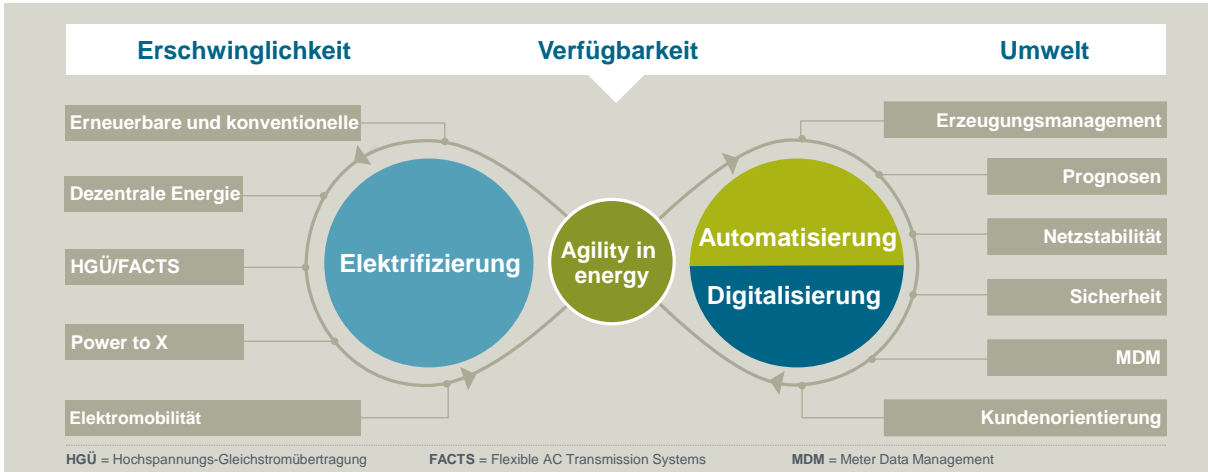 Erschwinglichkeit
Verfügbarkeit
Umwelt
Erneuerbare und konventionelle
Dezentrale Energie
HGÜ/FACTS
Power to X
Elektromobilität
Elektrifizierung
Agility in
energy
Automatisierung
Digitalisierung
Erzeugungsmanagement
Prognosen
Netzstabilität
Sicherheit
MDM
Kundenorientierung
HGÜ = Hochspannungs-Gleichstromübertragung
FACTS = Flexible AC Transmission Systems
MDM = Meter Data Management